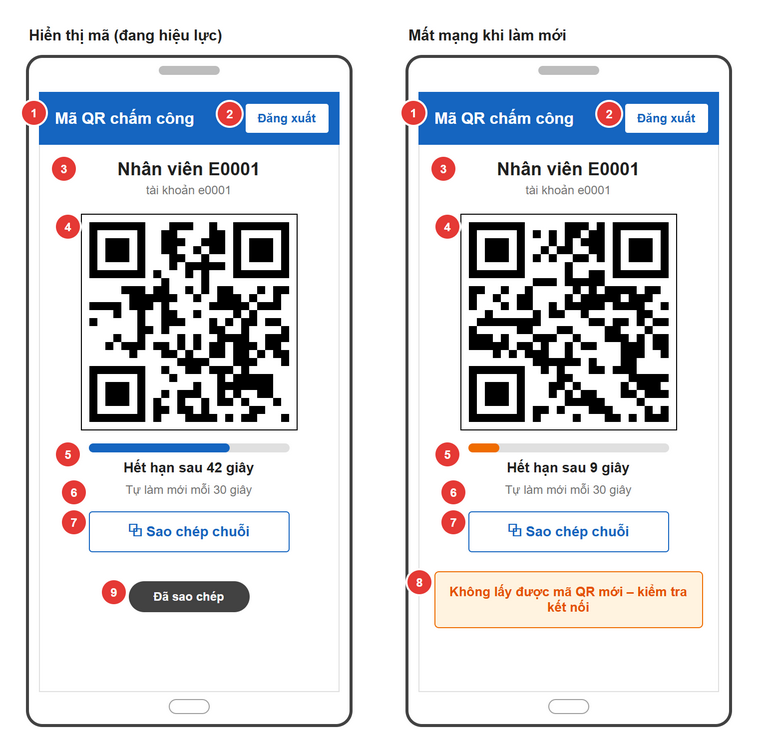 Hiển thị mã (đang hiệu lực)
1
Mã QR chấm công
2
Đăng xuất
3
Nhân viên E0001
tài khoản e0001
4
5
Hết hạn sau 42 giây
6
Tự làm mới mỗi 30 giây
7
Sao chép chuỗi
9
Đã sao chép
Mất mạng khi làm mới
1
Mã QR chấm công
2
Đăng xuất
3
Nhân viên E0001
tài khoản e0001
4
5
Hết hạn sau 9 giây
6
Tự làm mới mỗi 30 giây
7
Sao chép chuỗi
8
Không lấy được mã QR mới – kiểm tra
kết nối